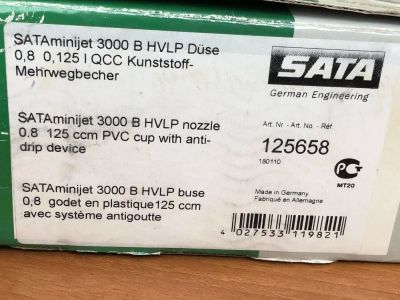 SATAminijet 3000 B HVLP Düse
0,8 0,125 l QCC Kunststoff-
Mehrwegbecher
SATAminijet 3000 B HVLP nozzle
0.8 125 ccm PVC cup with anti-
drip device
SATAminijet 3000 B HVLP buse
0,8 godet en plastique125 ccm
avec système antigoutte
SATA
German Engineering
Art. Nr. - Art. No. - Réf
125658
180110
MT20
Made in Germany
Fabriqué en Allemagne
4 027533 119821